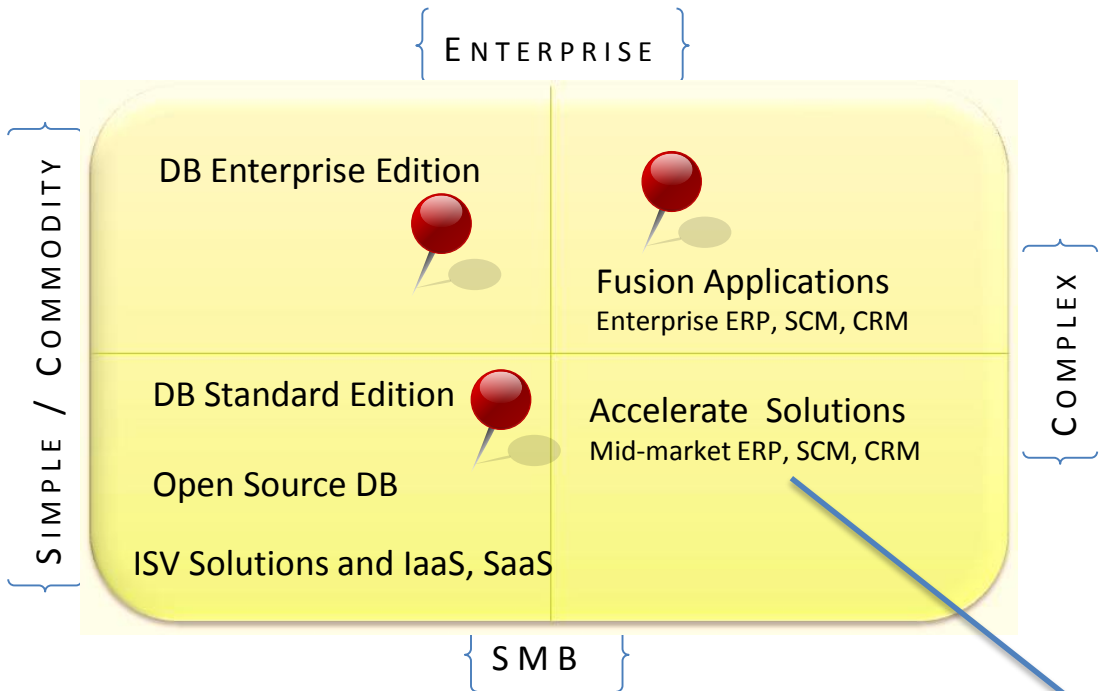 ENTERPRISE
SIMPLE / COMMODITY
DB Enterprise Edition
Fusion Applications
Enterprise ERP, SCM, CRM
COMPLEX
DB Standard Edition
Open Source DB
ISV Solutions and IaaS, SaaS
Accelerate Solutions
Mid-market ERP, SCM, CRM
SMB